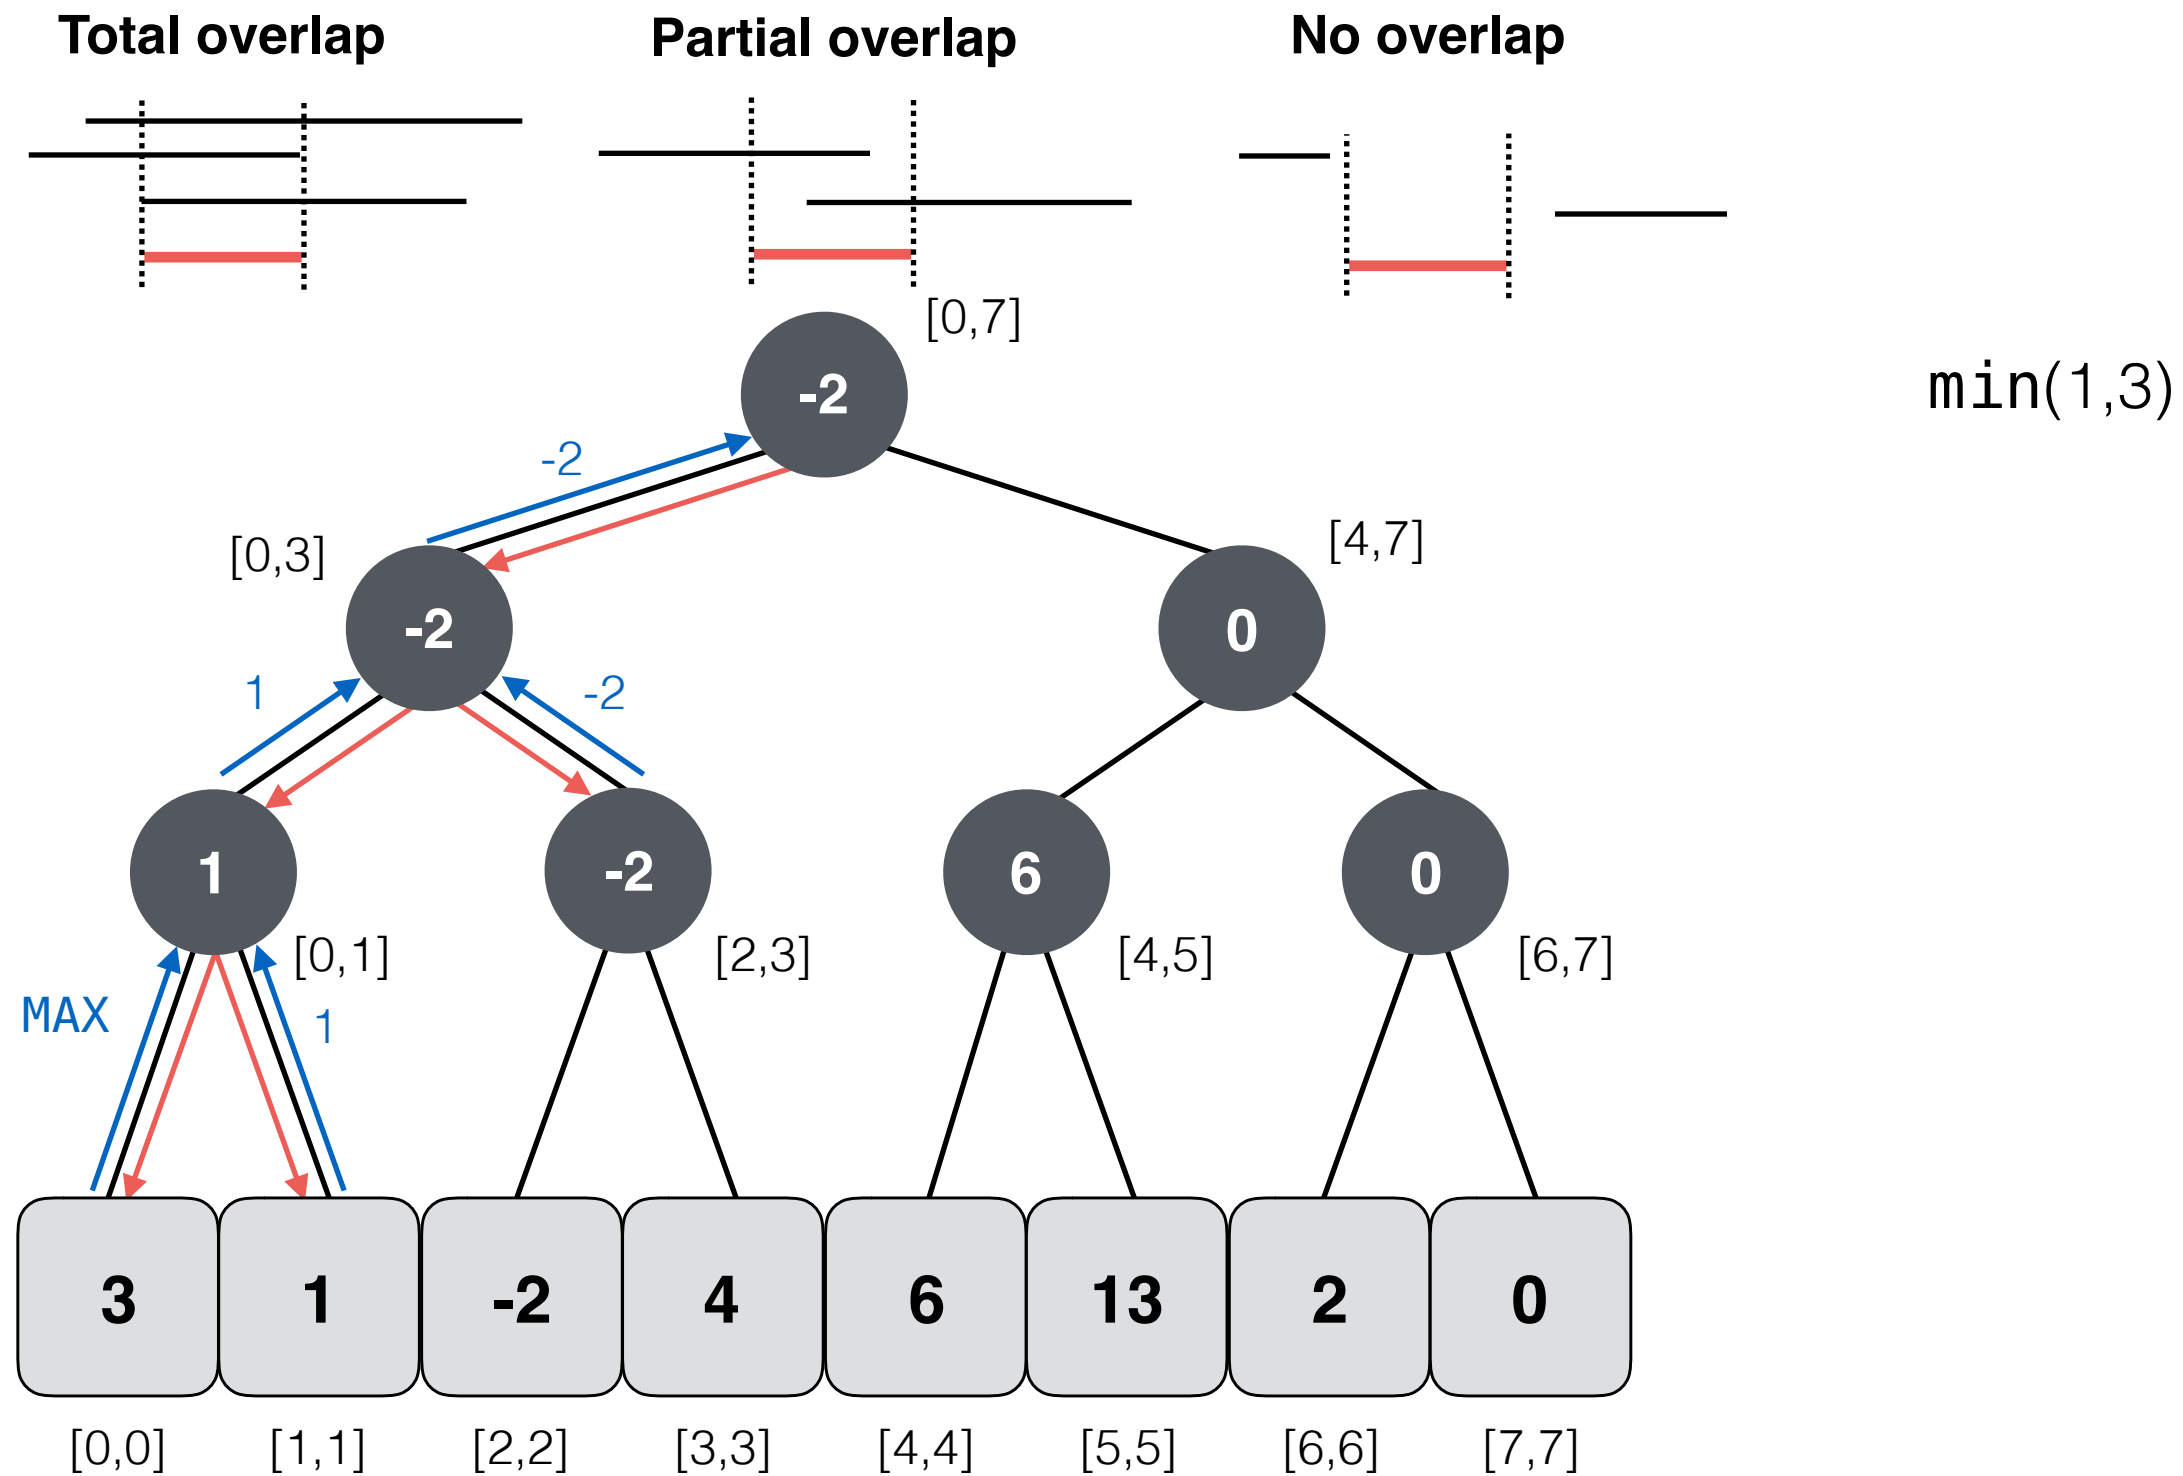 Total overlap Partial overlap No overlap
[0,7]
min(1,3)
-2
-2
[0,3] [4,7]
-2 0
1 -2
1 -2 6 0
[0,1] [2,3] [4,5] [6,7]
MAX 1
3 1 -2 4 6 13 2 0
[0,0] [1,1] [2,2] [3,3] [4,4] [5,5] [6,6] [7,7]